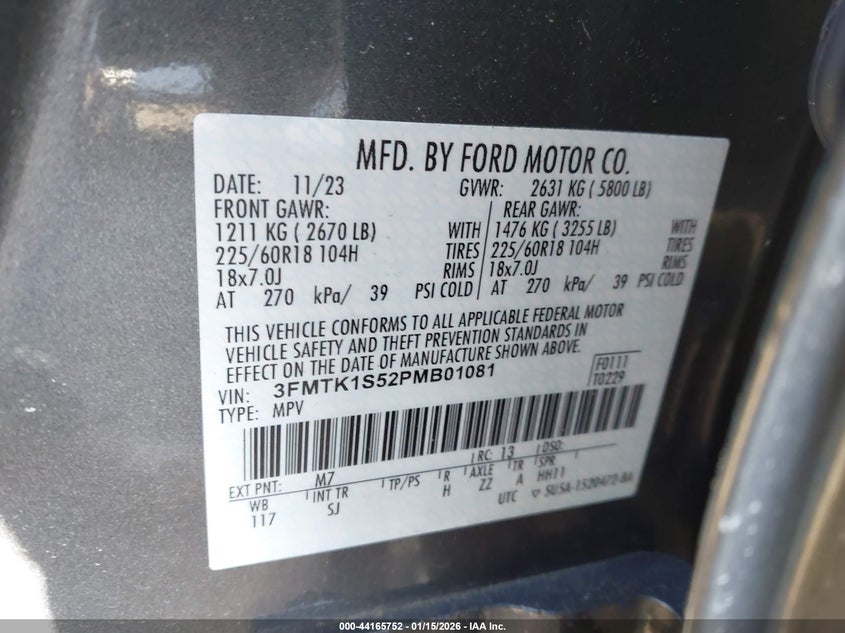 MFD. BY FORD MOTOR CO.
DATE: 11/23 GVWR: 2631 KG ( 5800 LB)
FRONT GAWR: REAR GAWR:
1211 KG ( 2670 LB) WITH 1476 KG ( 3255 LB) WITH
225/60R18 104H TIRES 225/60R18 104H TIRES
18x7.0J RIMS 18x7.0J RIMS
AT 270 kPa/ 39 PSI COLD AT 270 kPa/ 39 PSI COLD
THIS VEHICLE CONFORMS TO ALL APPLICABLE FEDERAL MOTOR
VEHICLE SAFETY AND THEFT PREVENTION STANDARDS IN
EFFECT ON THE DATE OF MANUFACTURE SHOWN ABOVE.
VIN: 3FMTK1S52PMB01081 F0111
TYPE: MPV T0229
EXT PNT: M7 RC: 13 DSO:
WB INT TR TP/PS R AXLE TR SPR
117 SJ H ZZ A HH11
UTC SU5A-1520472-BA
000-44165752 - 01/15/2026 - IAA Inc.